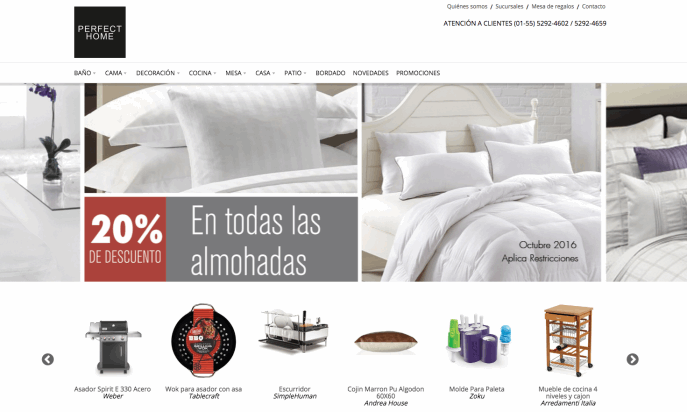 PERFECT
HOME
Quiénes somos / Sucursales / Mesa de regalos / Contacto
ATENCIÓN A CLIENTES (01-55) 5292-4602 / 5292-4659
BAÑO CAMA DECORACIÓN COCINA MESA CASA PATIO BORDADO NOVEDADES PROMOCIONES
20%
DE DESCUENTO
En todas las
almohadas
Octubre 2016
Aplica Restricciones
Asador Spirit E 330 Acero
Weber
Wok para asador con asa
Tablecraft
Escurridor
SimpleHuman
Cojin Marron Pu Algodon
60X60
Andrea House
Molde Para Paleta
Zoku
Mueble de cocina 4
niveles y cajon
Arredamenti Italia